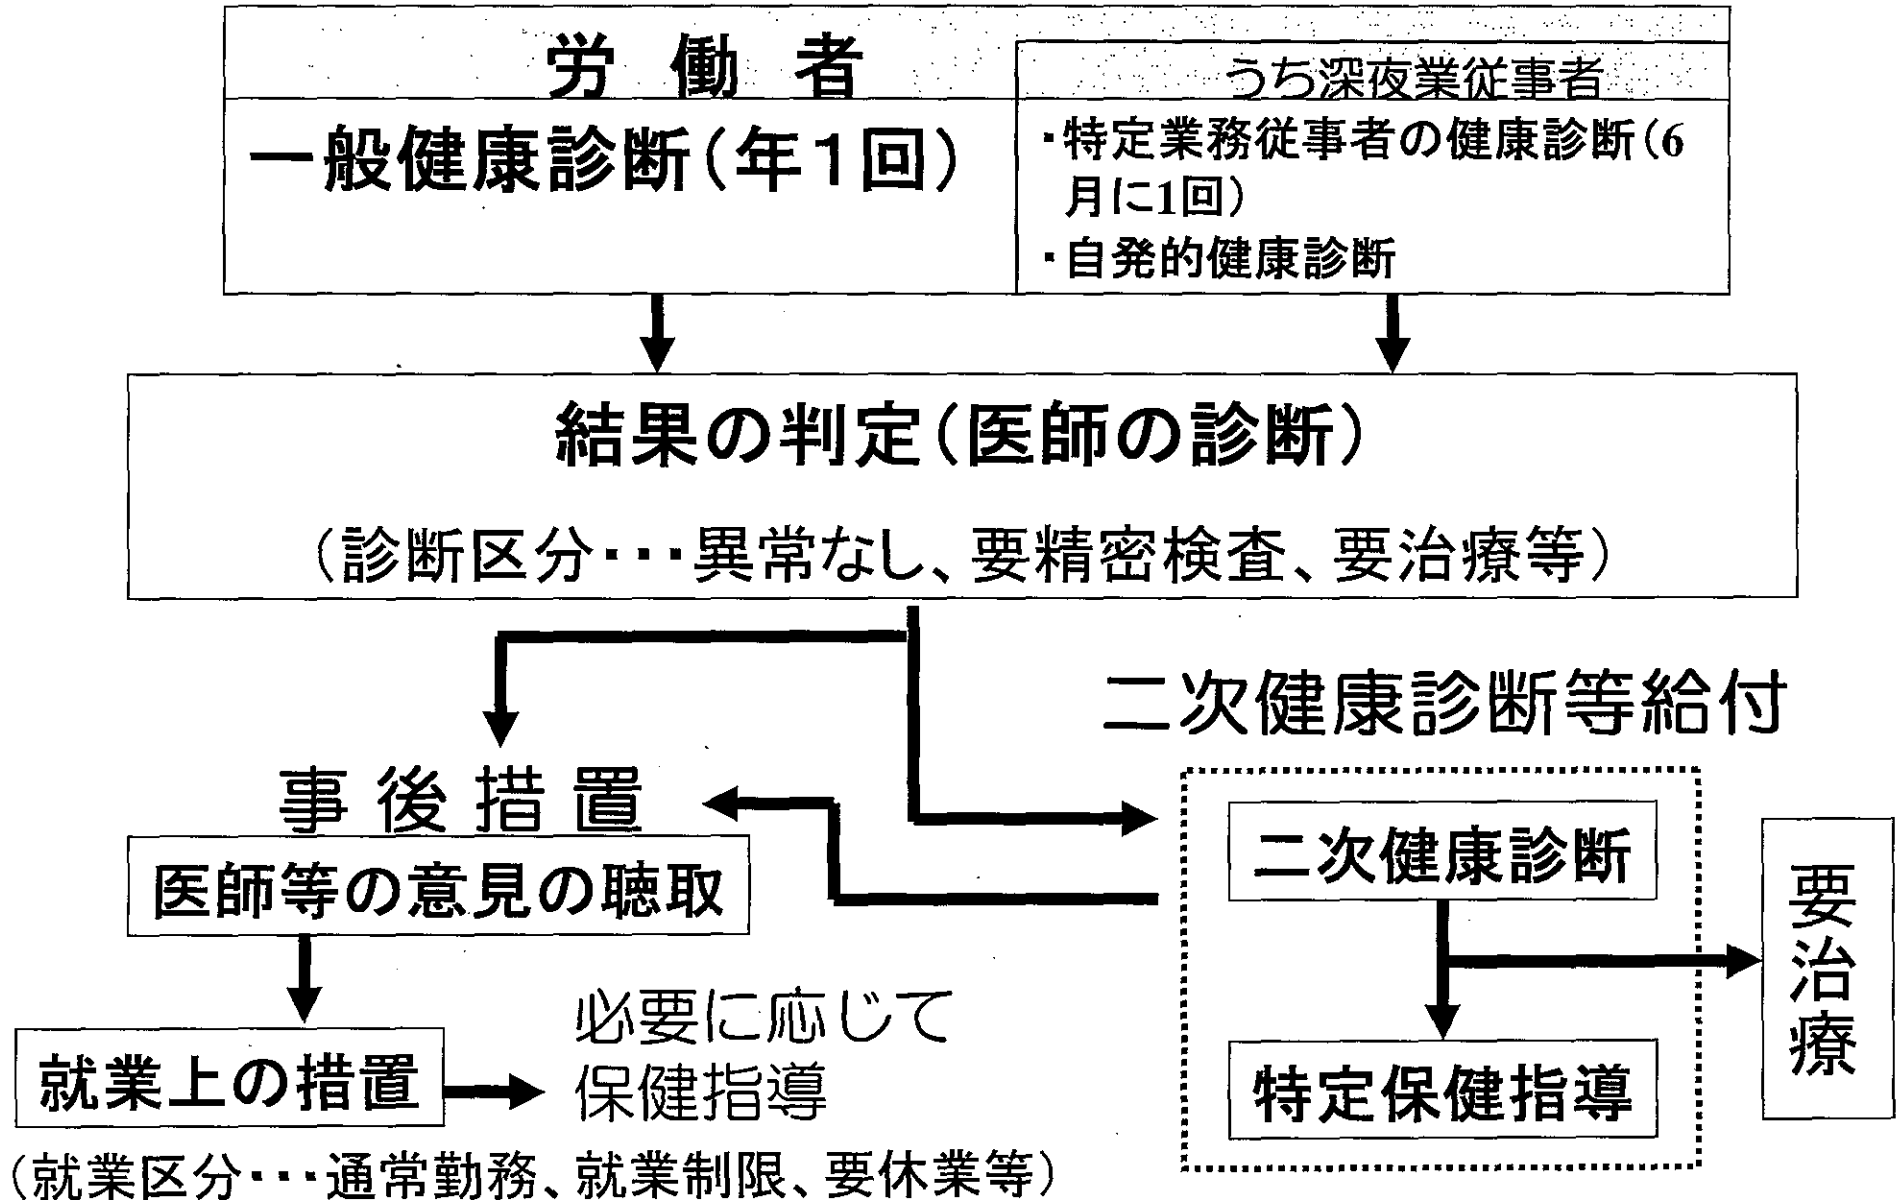 労 働 者
うち深夜業従事者
一般健康診断(年１回)
・特定業務従事者の健康診断(6
月に1回)
・自発的健康診断
結果の判定(医師の診断)
(診断区分・・・異常なし、要精密検査、要治療等)
二次健康診断等給付
事後措置
医師等の意見の聴取
二次健康診断
要治療
必要に応じて
保健指導
就業上の措置
特定保健指導
(就業区分・・・通常勤務、就業制限、要休業等)